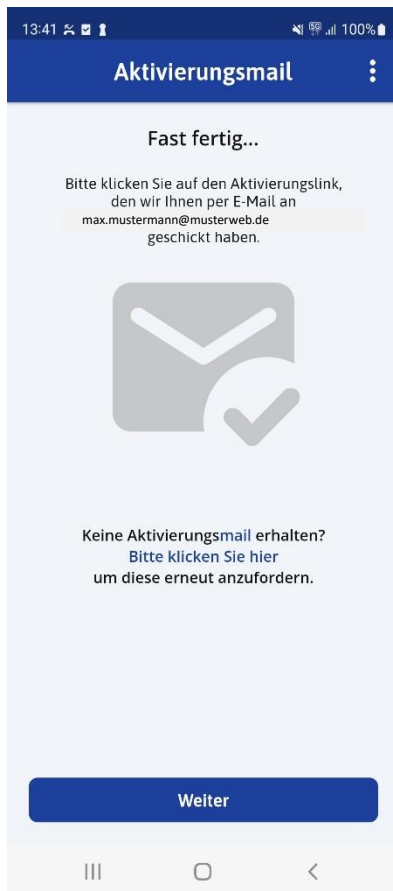 13:41 5G 100%
Aktivierungsmail
Fast fertig...
Bitte klicken Sie auf den Aktivierungslink,
den wir Ihnen per E-Mail an
max.mustermann@musterweb.de
geschickt haben.
Keine Aktivierungsmail erhalten?
Bitte klicken Sie hier
um diese erneut anzufordern.
Weiter